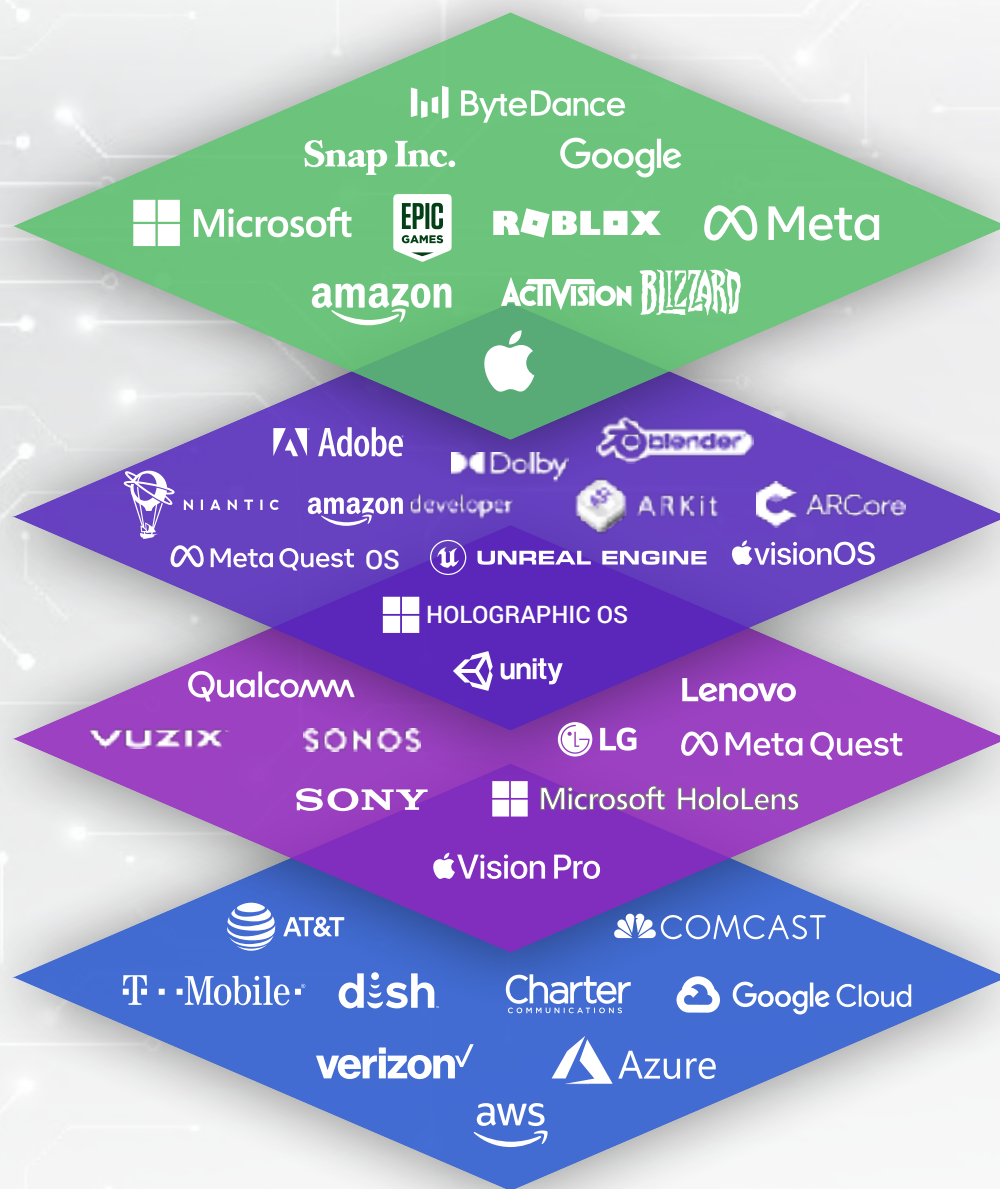 ByteDance
Snap Inc. Google
Microsoft EPIC GAMES ROBLOX Meta
amazon ACTIVISION BLIZZARD
Adobe Dolby blender
NIANTIC amazon developer ARKit ARCore
Meta Quest OS UNREAL ENGINE visionOS
HOLOGRAPHIC OS
unity
Qualcomm Lenovo
VUZIX SONOS LG Meta Quest
SONY Microsoft HoloLens
Vision Pro
AT&T COMCAST
T··Mobile· dish Charter COMMUNICATIONS Google Cloud
verizon✓ Azure
aws